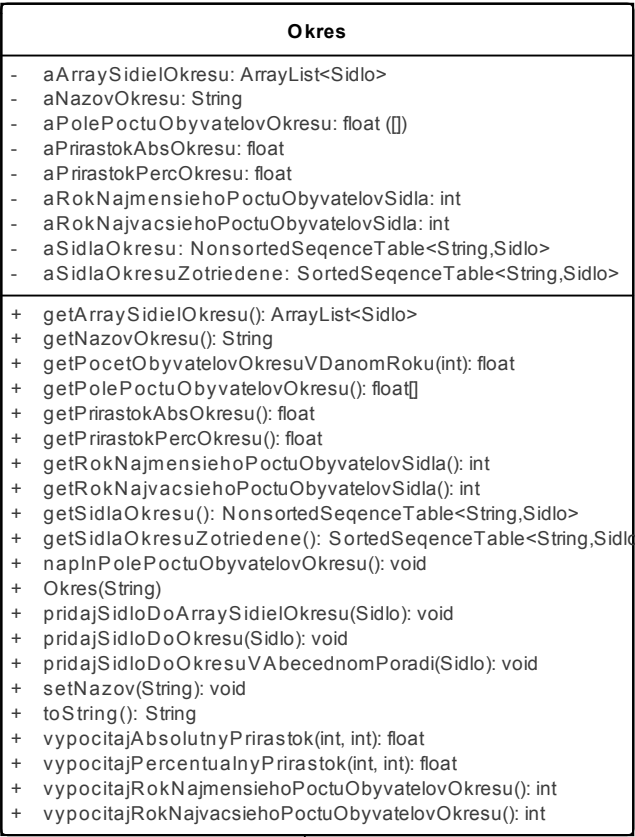 Okres
- aArraySidielOkresu: ArrayList<Sidlo>
- aNazovOkresu: String
- aPolePoctuObyvatelovOkresu: float ([])
- aPrirastokAbsOkresu: float
- aPrirastokPercOkresu: float
- aRokNajmensiehoPoctuObyvatelovSidla: int
- aRokNajvacsiehoPoctuObyvatelovSidla: int
- aSidlaOkresu: NonsortedSeqenceTable<String,Sidlo>
- aSidlaOkresuZotriedene: SortedSeqenceTable<String,Sidlo>
+ getArraySidielOkresu(): ArrayList<Sidlo>
+ getNazovOkresu(): String
+ getPocetObyvatelovOkresuVDanomRoku(int): float
+ getPolePoctuObyvatelovOkresu(): float[]
+ getPrirastokAbsOkresu(): float
+ getPrirastokPercOkresu(): float
+ getRokNajmensiehoPoctuObyvatelovSidla(): int
+ getRokNajvacsiehoPoctuObyvatelovSidla(): int
+ getSidlaOkresu(): NonsortedSeqenceTable<String,Sidlo>
+ getSidlaOkresuZotriedene(): SortedSeqenceTable<String,Sidlo
+ naplnPolePoctuObyvatelovOkresu(): void
+ Okres(String)
+ pridajSidloDoArraySidielOkresu(Sidlo): void
+ pridajSidloDoOkresu(Sidlo): void
+ pridajSidloDoOkresuVAbecednomPoradi(Sidlo): void
+ setNazov(String): void
+ toString(): String
+ vypocitajAbsolutnyPrirastok(int, int): float
+ vypocitajPercentualnyPrirastok(int, int): float
+ vypocitajRokNajmensiehoPoctuObyvatelovOkresu(): int
+ vypocitajRokNajvacsiehoPoctuObyvatelovOkresu(): int